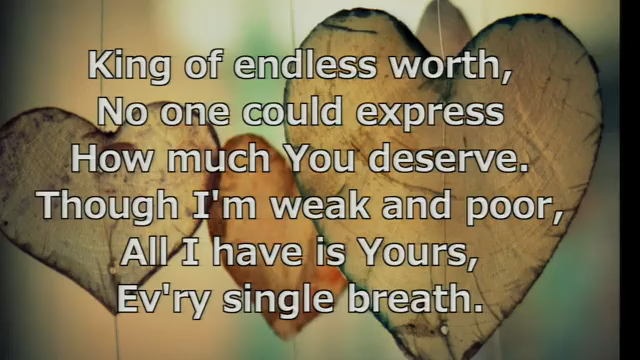 King of endless worth,
No one could express
How much You deserve.
Though I'm weak and poor,
All I have is Yours,
Ev'ry single breath.